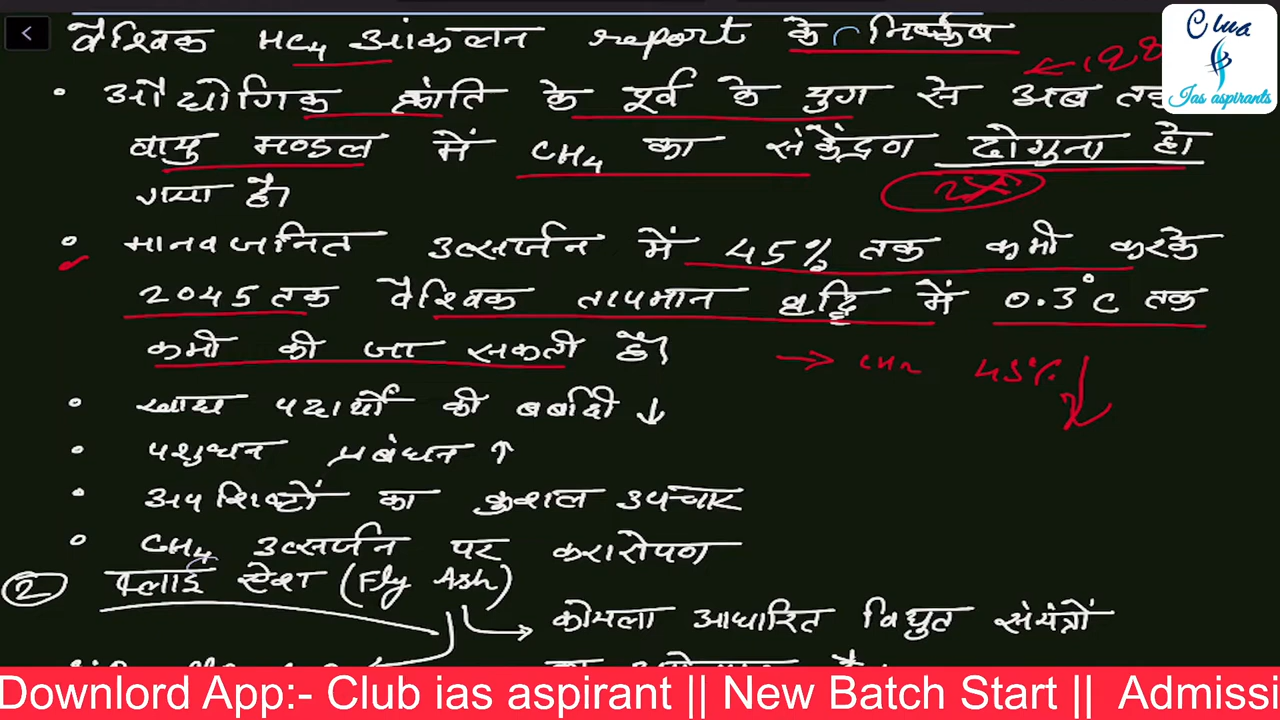 वैश्विक HC4 आंकलन report के निष्कर्ष
• औद्योगिक क्रांति के पूर्व के युग से अब तक
वायु मण्डल में CH4 का संकेंद्रण दोगुना हो
गया है।
• मानवजनित उत्सर्जन में 45% तक कमी करके
2045 तक वैश्विक तापमान वृद्धि में 0.3°C तक
कमी की जा सकती है।
→ 45% ↓
• खाद्य पदार्थों की बर्बादी ↓
• पशुधन प्रबंधन ↑
• अपशिष्टों का कुशल उपचार
• CH4 उत्सर्जन पर करारोपण
② फ्लाई ऐश (Fly Ash)
कोयला आधारित विद्युत संयंत्रों
Club
Ias aspirants
Downlord App:- Club ias aspirant || New Batch Start || Admissi